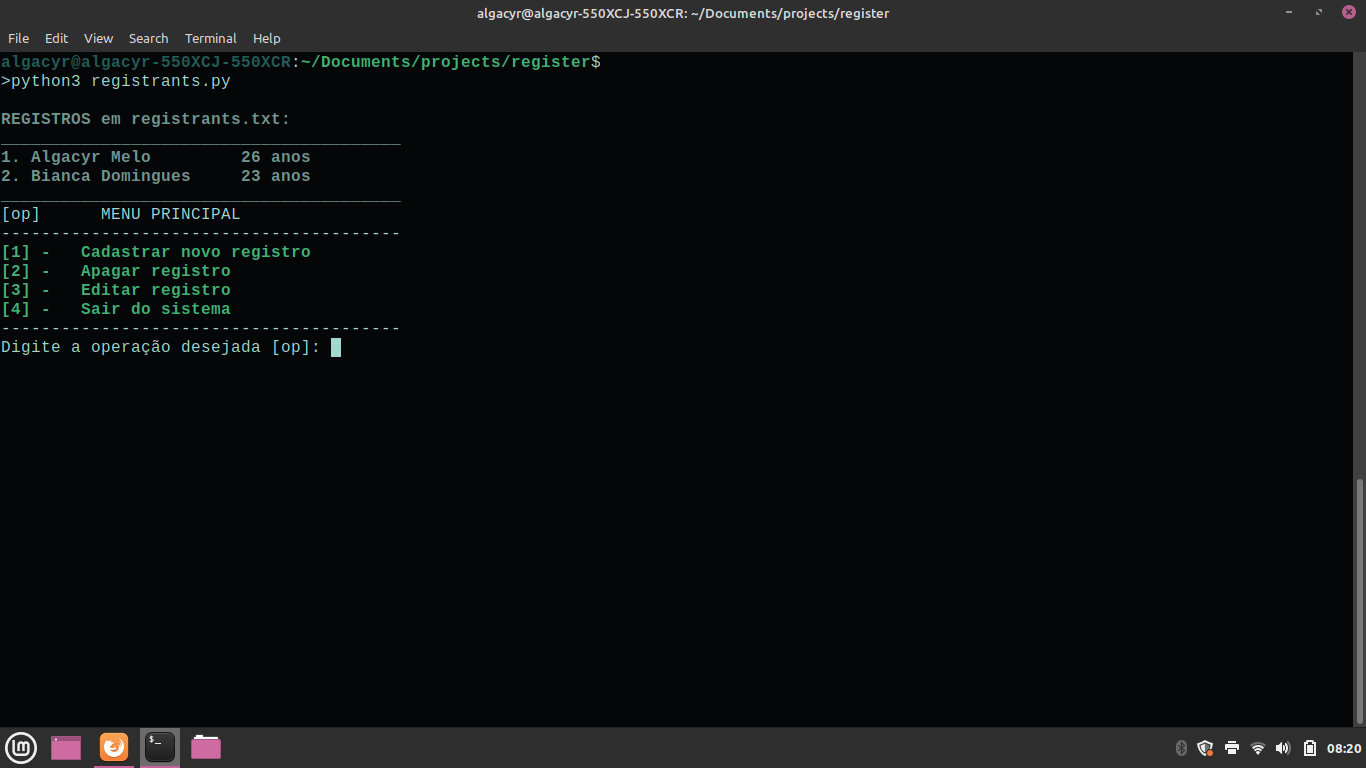 algacyr@algacyr-550XCJ-550XCR: ~/Documents/projects/register
File Edit View Search Terminal Help
algacyr@algacyr-550XCJ-550XCR:~/Documents/projects/register$
>python3 registrants.py
REGISTROS em registrants.txt:
________________________________________
1. Algacyr Melo         26 anos
2. Bianca Domingues     23 anos
________________________________________
[op]      MENU PRINCIPAL
----------------------------------------
[1] -   Cadastrar novo registro
[2] -   Apagar registro
[3] -   Editar registro
[4] -   Sair do sistema
----------------------------------------
Digite a operação desejada [op]:
$_
08:20